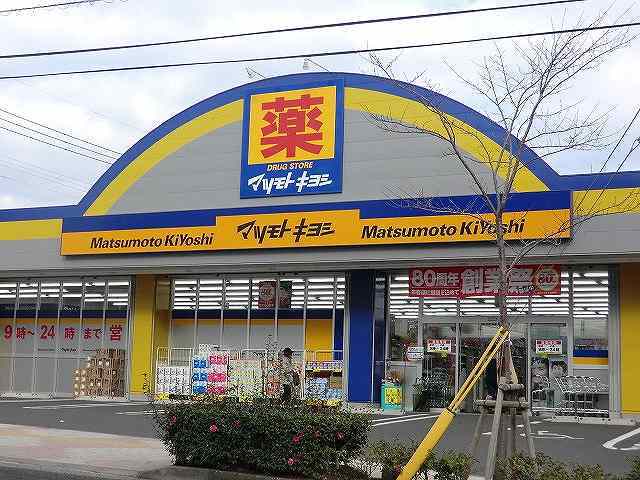 薬
DRUG STORE
マツモトキヨシ
Matsumoto KiYoshi マツモトキヨシ Matsumoto KiYoshi
80周年 創業祭
9時~24時まで営